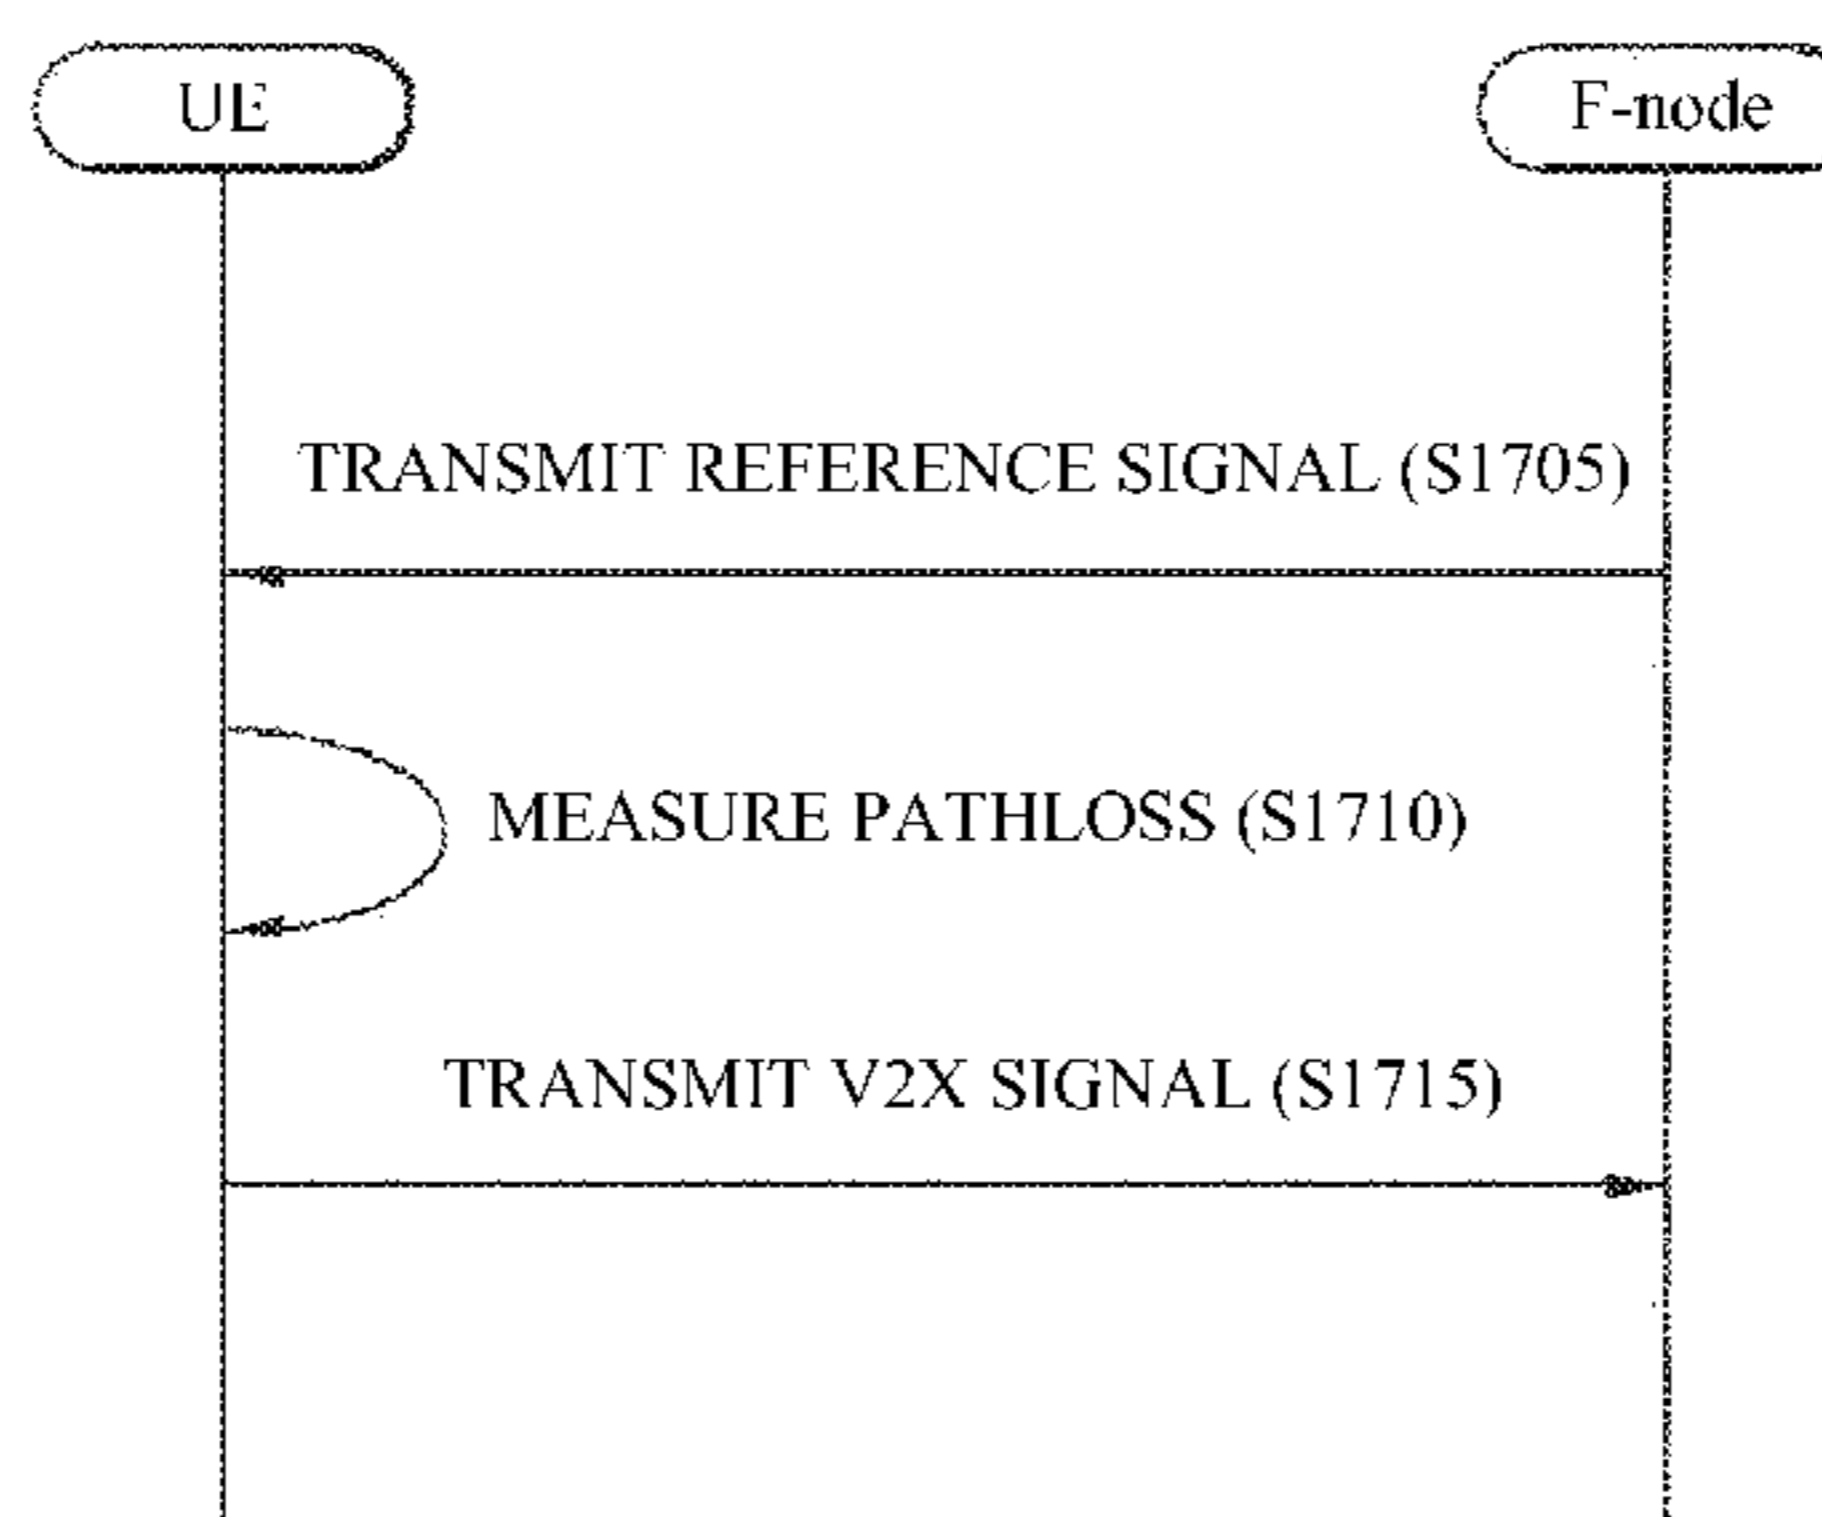 UE
F-node
TRANSMIT REFERENCE SIGNAL (S1705)
MEASURE PATHLOSS (S1710)
TRANSMIT V2X SIGNAL (S1715)